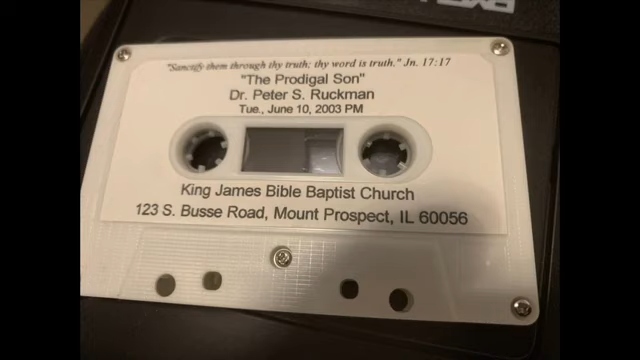 "Sanctify them through thy truth; thy word is truth." Jn. 17:17
"The Prodigal Son"
Dr. Peter S. Ruckman
Tue., June 10, 2003 PM
King James Bible Baptist Church
123 S. Busse Road, Mount Prospect, IL 60056